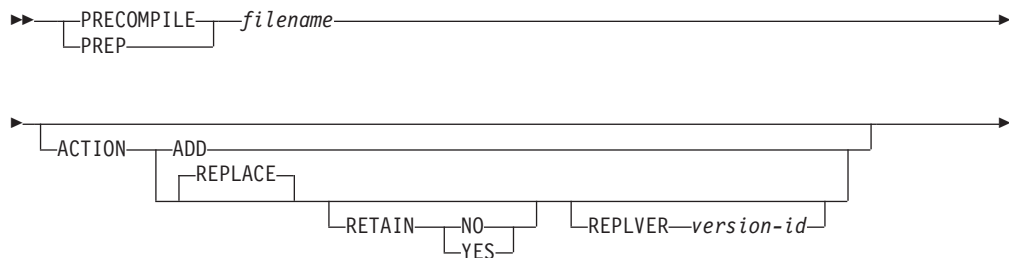 PRECOMPILE filename
PREP
ACTION ADD
REPLACE
RETAIN NO REPLVER version-id
YES